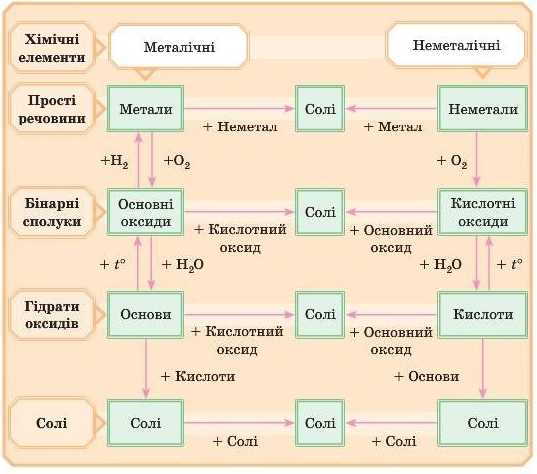 Хімічні
елементи
Металічні
Неметалічні
Прості
речовини
Метали
+ Неметал
Солі
+ Метал
Неметали
+H₂
+O₂
+ O₂
Бінарні
сполуки
Основні
оксиди
+ Кислотний
оксид
Солі
+ Основний
оксид
Кислотні
оксиди
+ t°
+ H₂O
+ H₂O
+ t°
Гідрати
оксидів
Основи
+ Кислотний
оксид
Солі
+ Основний
оксид
Кислоти
+ Кислоти
+ Основи
Солі
Солі
+ Солі
Солі
+ Солі
Солі